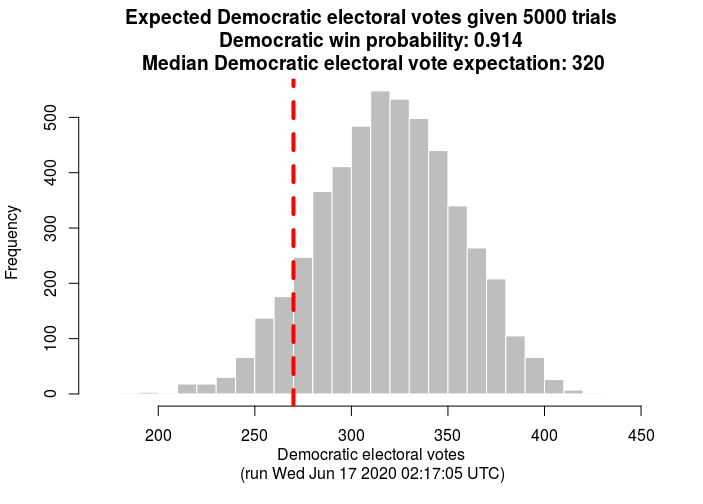 Expected Democratic electoral votes given 5000 trials
Democratic win probability: 0.914
Median Democratic electoral vote expectation: 320
Frequency
500
400
300
200
100
0
200 250 300 350 400 450
Democratic electoral votes
(run Wed Jun 17 2020 02:17:05 UTC)